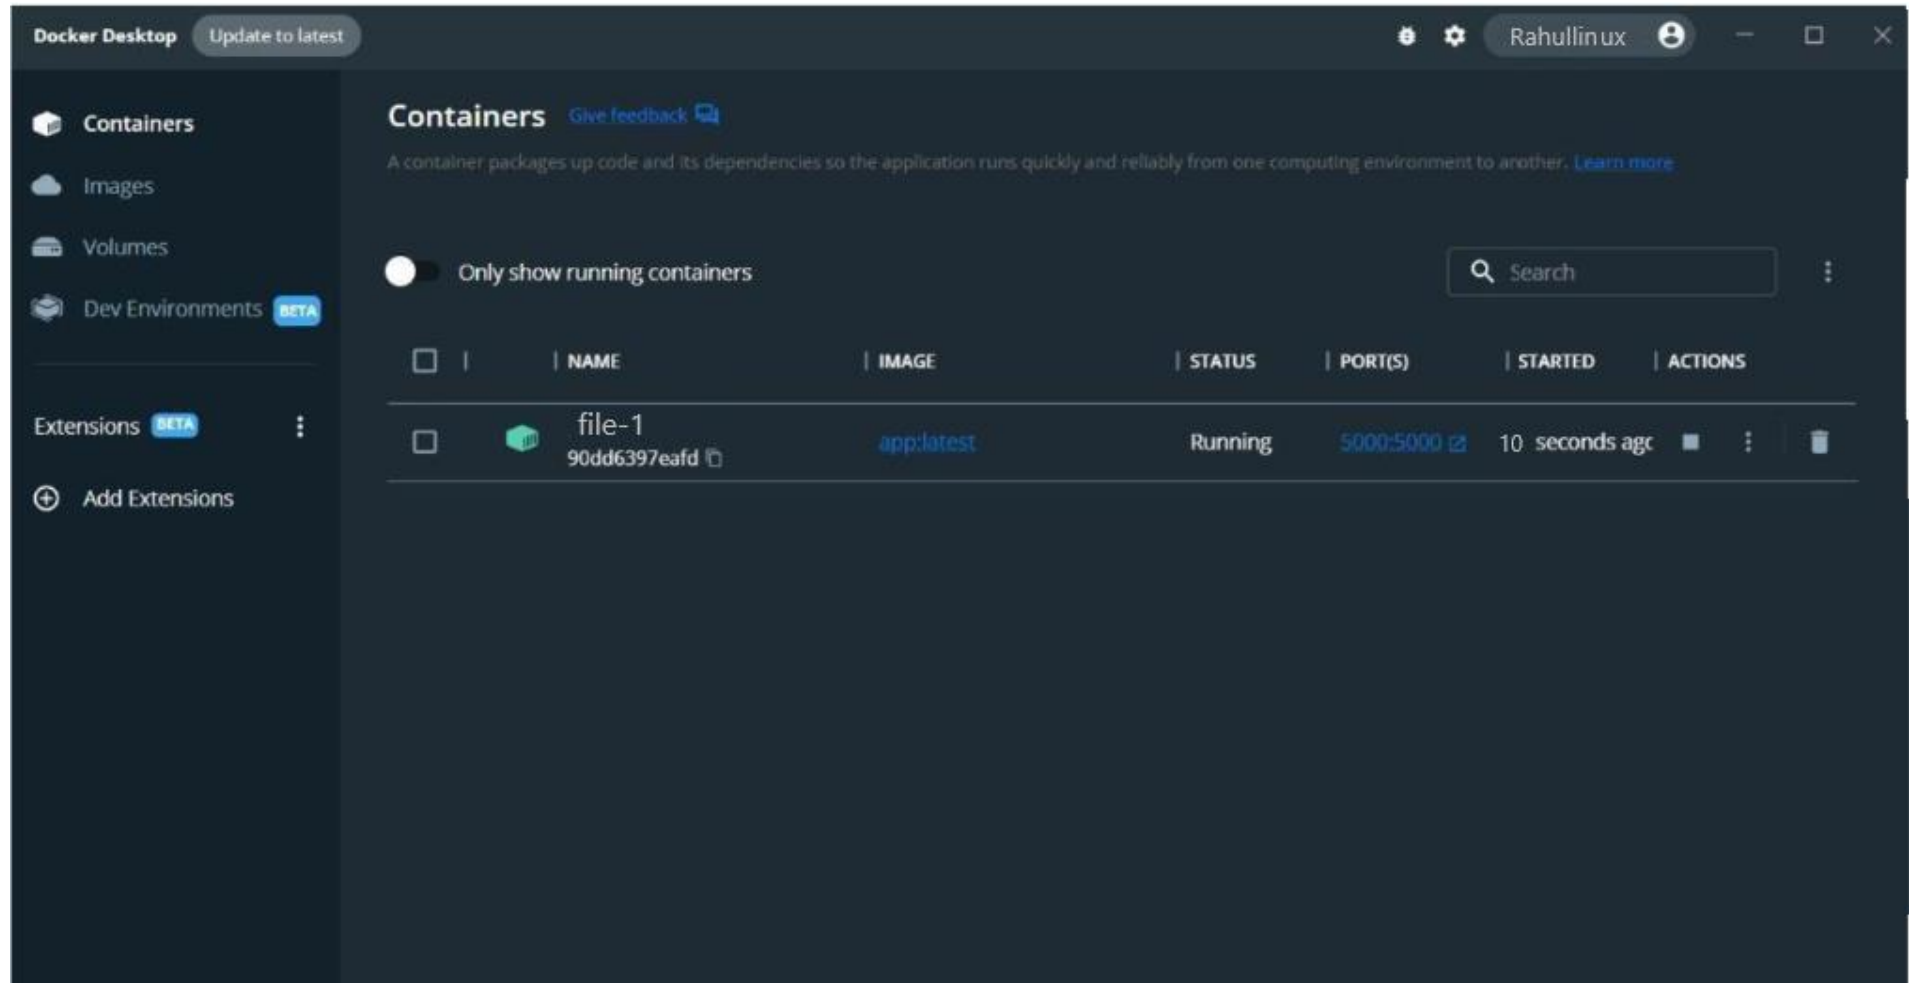 Docker Desktop Update to latest Rahullinux
Containers
Images
Volumes
Dev Environments BETA
Extensions BETA
Add Extensions
Containers Give feedback
A container packages up code and its dependencies so the application runs quickly and reliably from one computing environment to another. Learn more
Only show running containers Search
NAME IMAGE STATUS PORT(S) STARTED ACTIONS
file-1
90dd6397eafd app:latest Running 5000:5000 10 seconds agc